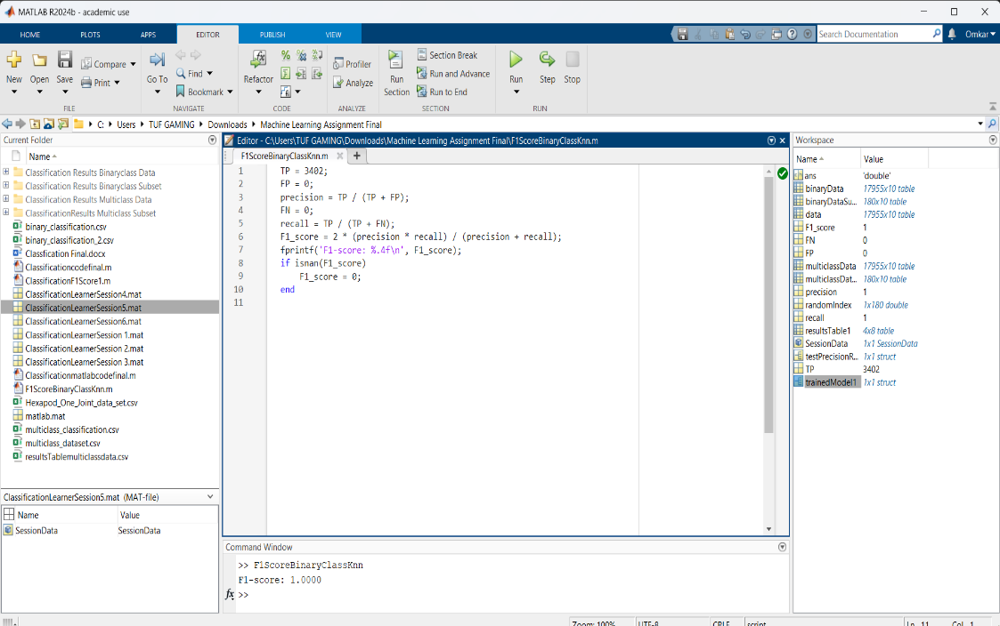 MATLAB R2024b - academic use
HOME PLOTS APPS EDITOR PUBLISH VIEW
Search Documentation
Omkar
New Open Save Compare Print
FILE
Go To Find Bookmark
NAVIGATE
Refactor
CODE
Profiler
Analyze
ANALYZE
Run Section
Section Break
Run and Advance
Run to End
SECTION
Run Step Stop
RUN
C: Users TUF GAMING Downloads Machine Learning Assignment Final
Current Folder
Name
Classification Results Binaryclass Data
Classification Results Binaryclass Subset
Classification Results Multiclass Data
ClassificationResults Multiclass Subset
binary_classification.csv
binary_classification_2.csv
Classfication Final.docx
Classificationcodefinal.m
ClassificationF1Score1.m
ClassificationLearnerSession4.mat
ClassificationLearnerSession5.mat
ClassificationLearnerSession6.mat
ClassificationLearnerSession 1.mat
ClassificationLearnerSession 2.mat
ClassificationLearnerSession 3.mat
Classificationmatlabcodefinal.m
F1ScoreBinaryClassKnn.m
Hexapod_One_Joint_data_set.csv
matlab.mat
multiclass_classification.csv
multiclass_dataset.csv
resultsTablemulticlassdata.csv
ClassificationLearnerSession5.mat (MAT-file)
Name Value
SessionData SessionData
Editor - C:\Users\TUF GAMING\Downloads\Machine Learning Assignment Final\F1ScoreBinaryClassKnn.m
F1ScoreBinaryClassKnn.m
1 TP = 3402;
2 FP = 0;
3 precision = TP / (TP + FP);
4 FN = 0;
5 recall = TP / (TP + FN);
6 F1_score = 2 * (precision * recall) / (precision + recall);
7 fprintf('F1-score: %.4f\n', F1_score);
8 if isnan(F1_score)
9 F1_score = 0;
10 end
11
Command Window
>> F1ScoreBinaryClassKnn
F1-score: 1.0000
fx >>
Workspace
Name Value
ans 'double'
binaryData 17955x10 table
binaryDataSu... 180x10 table
data 17955x10 table
F1_score 1
FN 0
FP 0
multiclassData 17955x10 table
multiclassDat... 180x10 table
precision 1
randomIndex 1x180 double
recall 1
resultsTable1 4x8 table
SessionData 1x1 SessionData
testPrecisionR... 1x1 struct
TP 3402
trainedModel1 1x1 struct
Zoom: 100% UTF-8 CRLF script Ln 11 Col 1